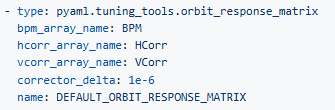 - type: pyaml.tuning_tools.orbit_response_matrix
  bpm_array_name: BPM
  hcorr_array_name: HCorr
  vcorr_array_name: VCorr
  corrector_delta: 1e-6
  name: DEFAULT_ORBIT_RESPONSE_MATRIX